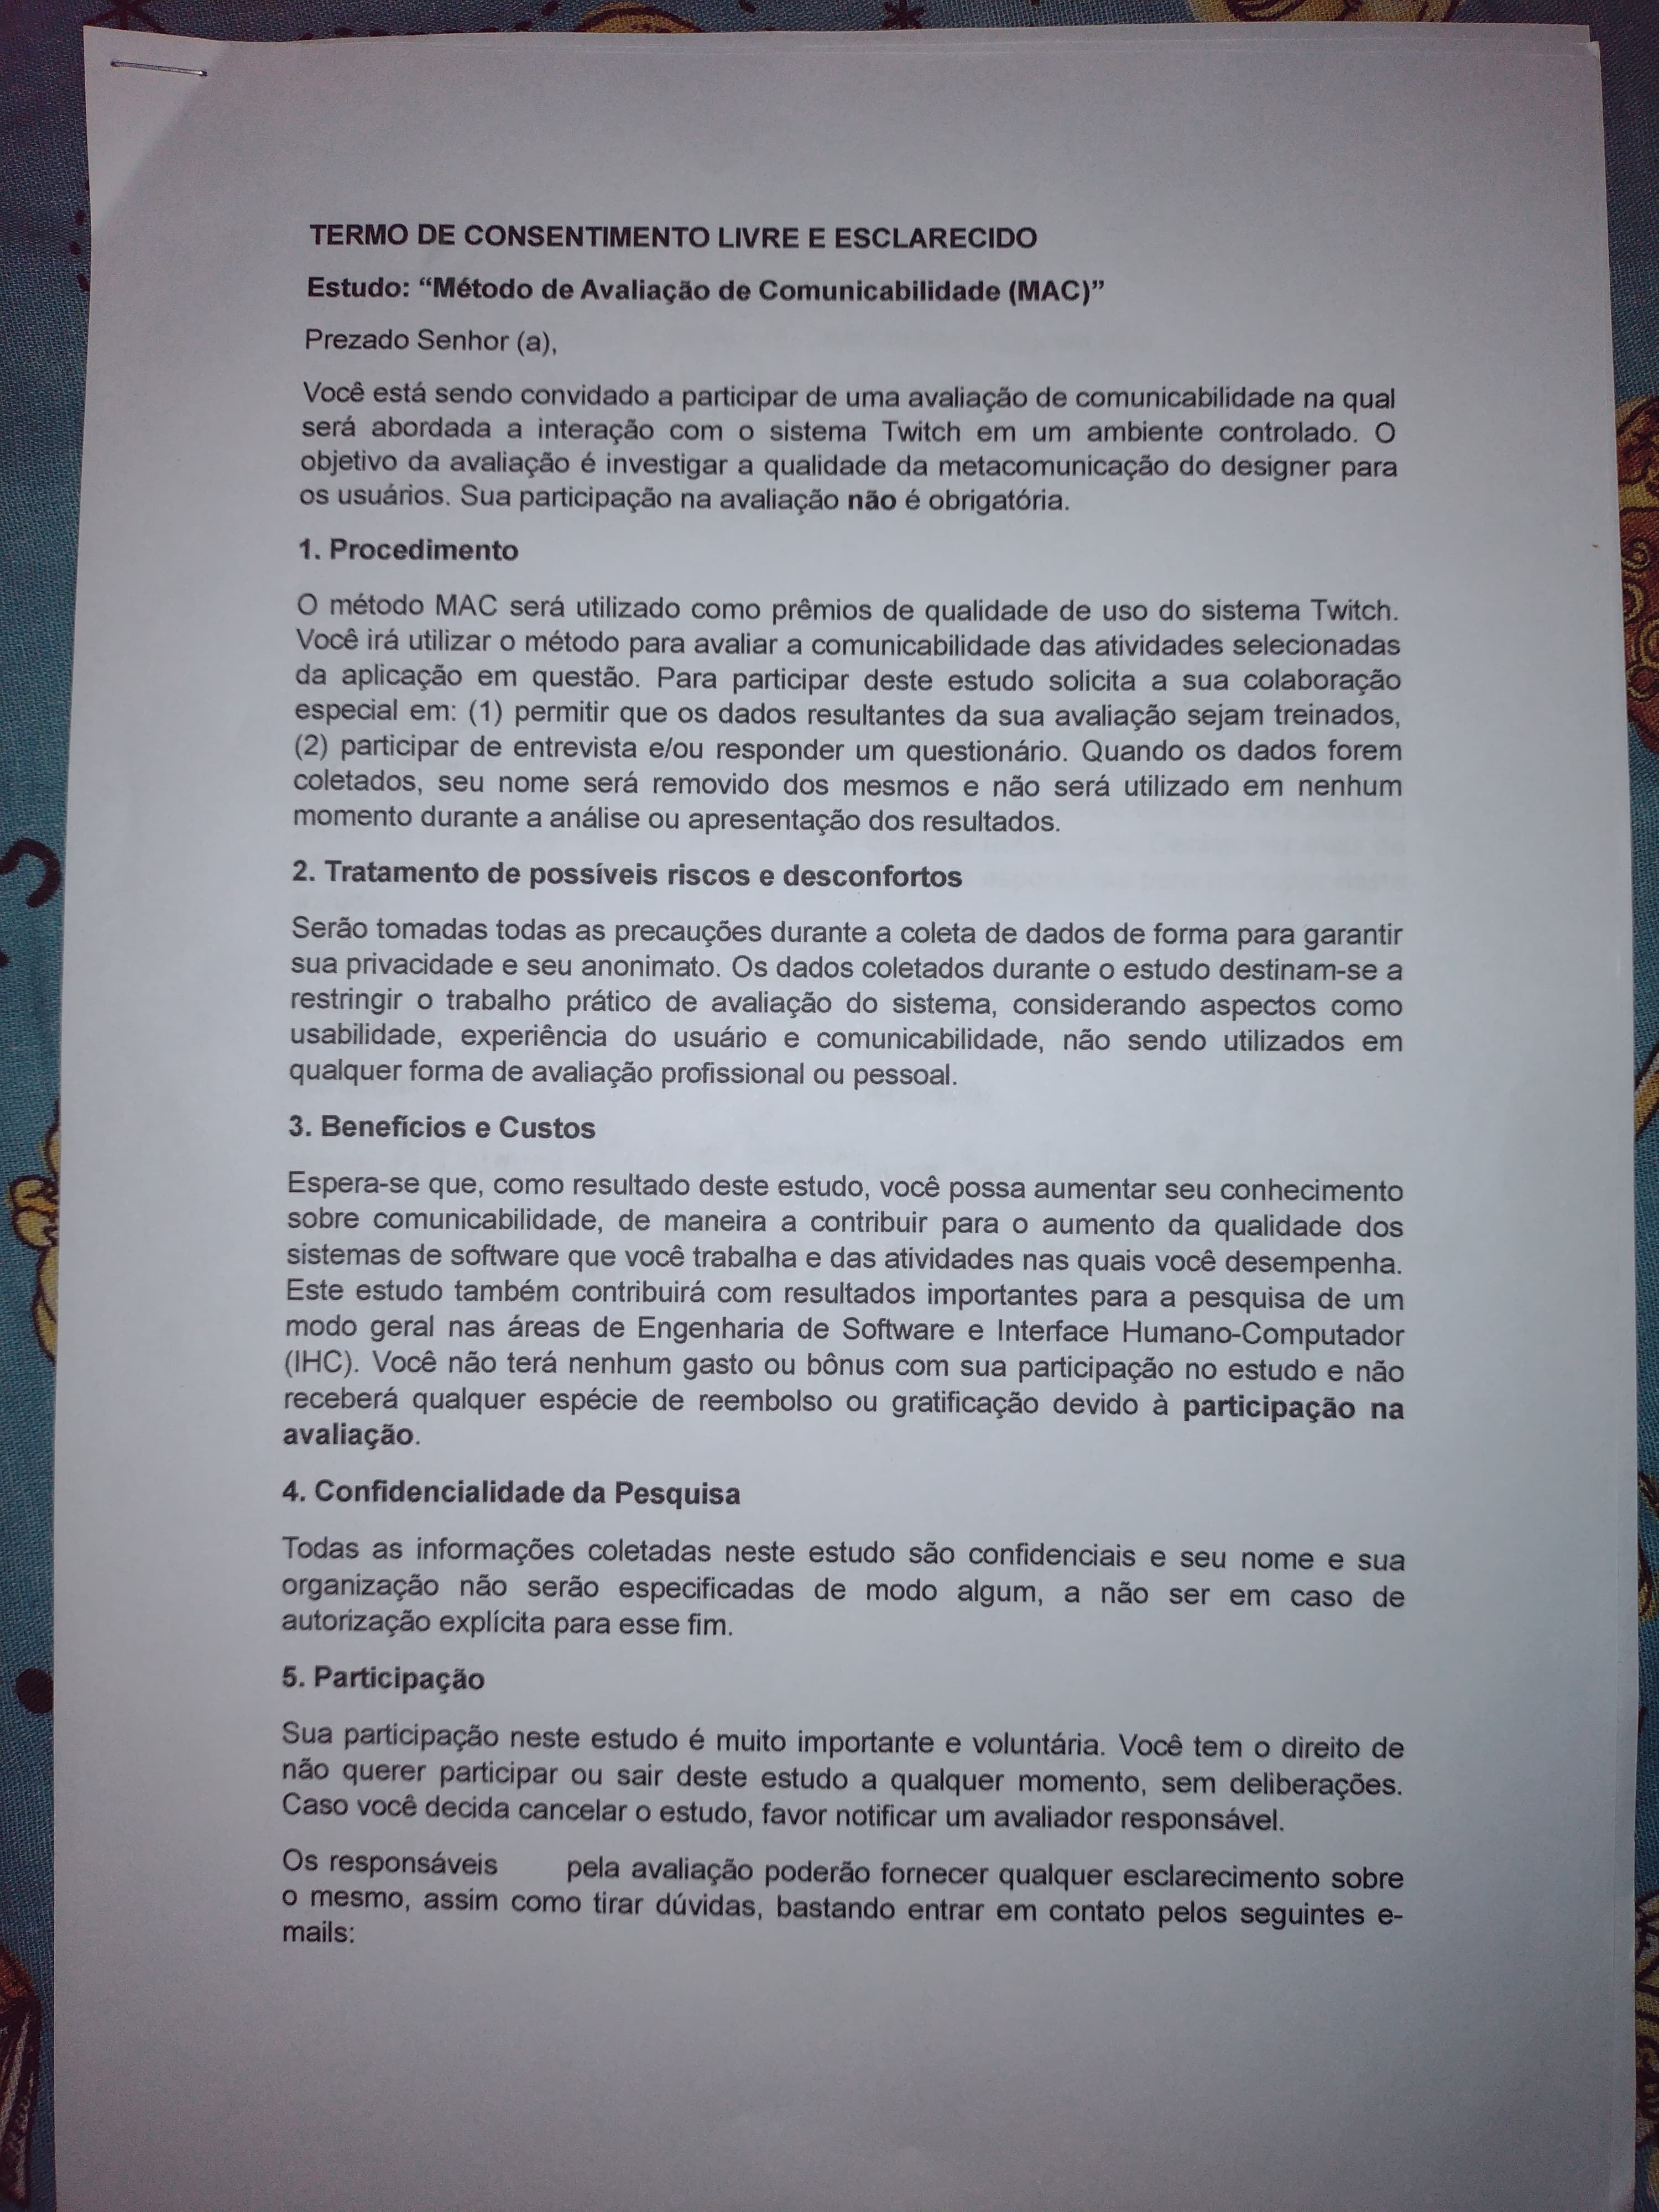 TERMO DE CONSENTIMENTO LIVRE E ESCLARECIDO
Estudo: “Método de Avaliação de Comunicabilidade (MAC)”
Prezado Senhor (a),
Você está sendo convidado a participar de uma avaliação de comunicabilidade na qual
será abordada a interação com o sistema Twitch em um ambiente controlado. O
objetivo da avaliação é investigar a qualidade da metacomunicação do designer para
os usuários. Sua participação na avaliação não é obrigatória.
1. Procedimento
O método MAC será utilizado como prêmios de qualidade de uso do sistema Twitch.
Você irá utilizar o método para avaliar a comunicabilidade das atividades selecionadas
da aplicação em questão. Para participar deste estudo solicita a sua colaboração
especial em: (1) permitir que os dados resultantes da sua avaliação sejam treinados,
(2) participar de entrevista e/ou responder um questionário. Quando os dados forem
coletados, seu nome será removido dos mesmos e não será utilizado em nenhum
momento durante a análise ou apresentação dos resultados.
2. Tratamento de possíveis riscos e desconfortos
Serão tomadas todas as precauções durante a coleta de dados de forma para garantir
sua privacidade e seu anonimato. Os dados coletados durante o estudo destinam-se a
restringir o trabalho prático de avaliação do sistema, considerando aspectos como
usabilidade, experiência do usuário e comunicabilidade, não sendo utilizados em
qualquer forma de avaliação profissional ou pessoal.
3. Benefícios e Custos
Espera-se que, como resultado deste estudo, você possa aumentar seu conhecimento
sobre comunicabilidade, de maneira a contribuir para o aumento da qualidade dos
sistemas de software que você trabalha e das atividades nas quais você desempenha.
Este estudo também contribuirá com resultados importantes para a pesquisa de um
modo geral nas áreas de Engenharia de Software e Interface Humano-Computador
(IHC). Você não terá nenhum gasto ou bônus com sua participação no estudo e não
receberá qualquer espécie de reembolso ou gratificação devido à participação na
avaliação.
4. Confidencialidade da Pesquisa
Todas as informações coletadas neste estudo são confidenciais e seu nome e sua
organização não serão especificadas de modo algum, a não ser em caso de
autorização explícita para esse fim.
5. Participação
Sua participação neste estudo é muito importante e voluntária. Você tem o direito de
não querer participar ou sair deste estudo a qualquer momento, sem deliberações.
Caso você decida cancelar o estudo, favor notificar um avaliador responsável.
Os responsáveis pela avaliação poderão fornecer qualquer esclarecimento sobre
o mesmo, assim como tirar dúvidas, bastando entrar em contato pelos seguintes e-
mails: